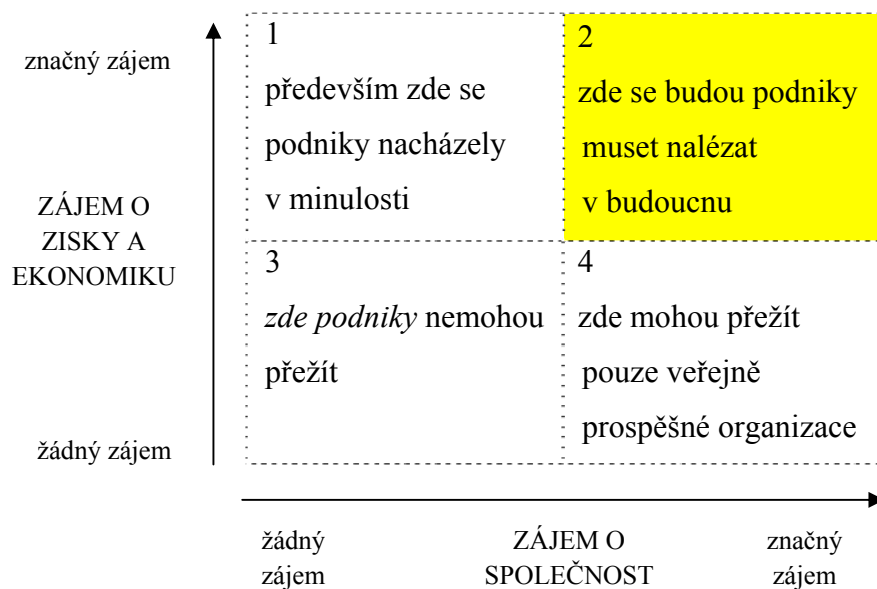 značný zájem
ZÁJEM O
ZISKY A
EKONOMIKU
žádný zájem
1
především zde se
podniky nacházely
v minulosti
2
zde se budou podniky
muset nalézat
v budoucnu
3
zde podniky nemohou
přežít
4
zde mohou přežít
pouze veřejně
prospěšné organizace
žádný
zájem
ZÁJEM O
SPOLEČNOST
značný
zájem